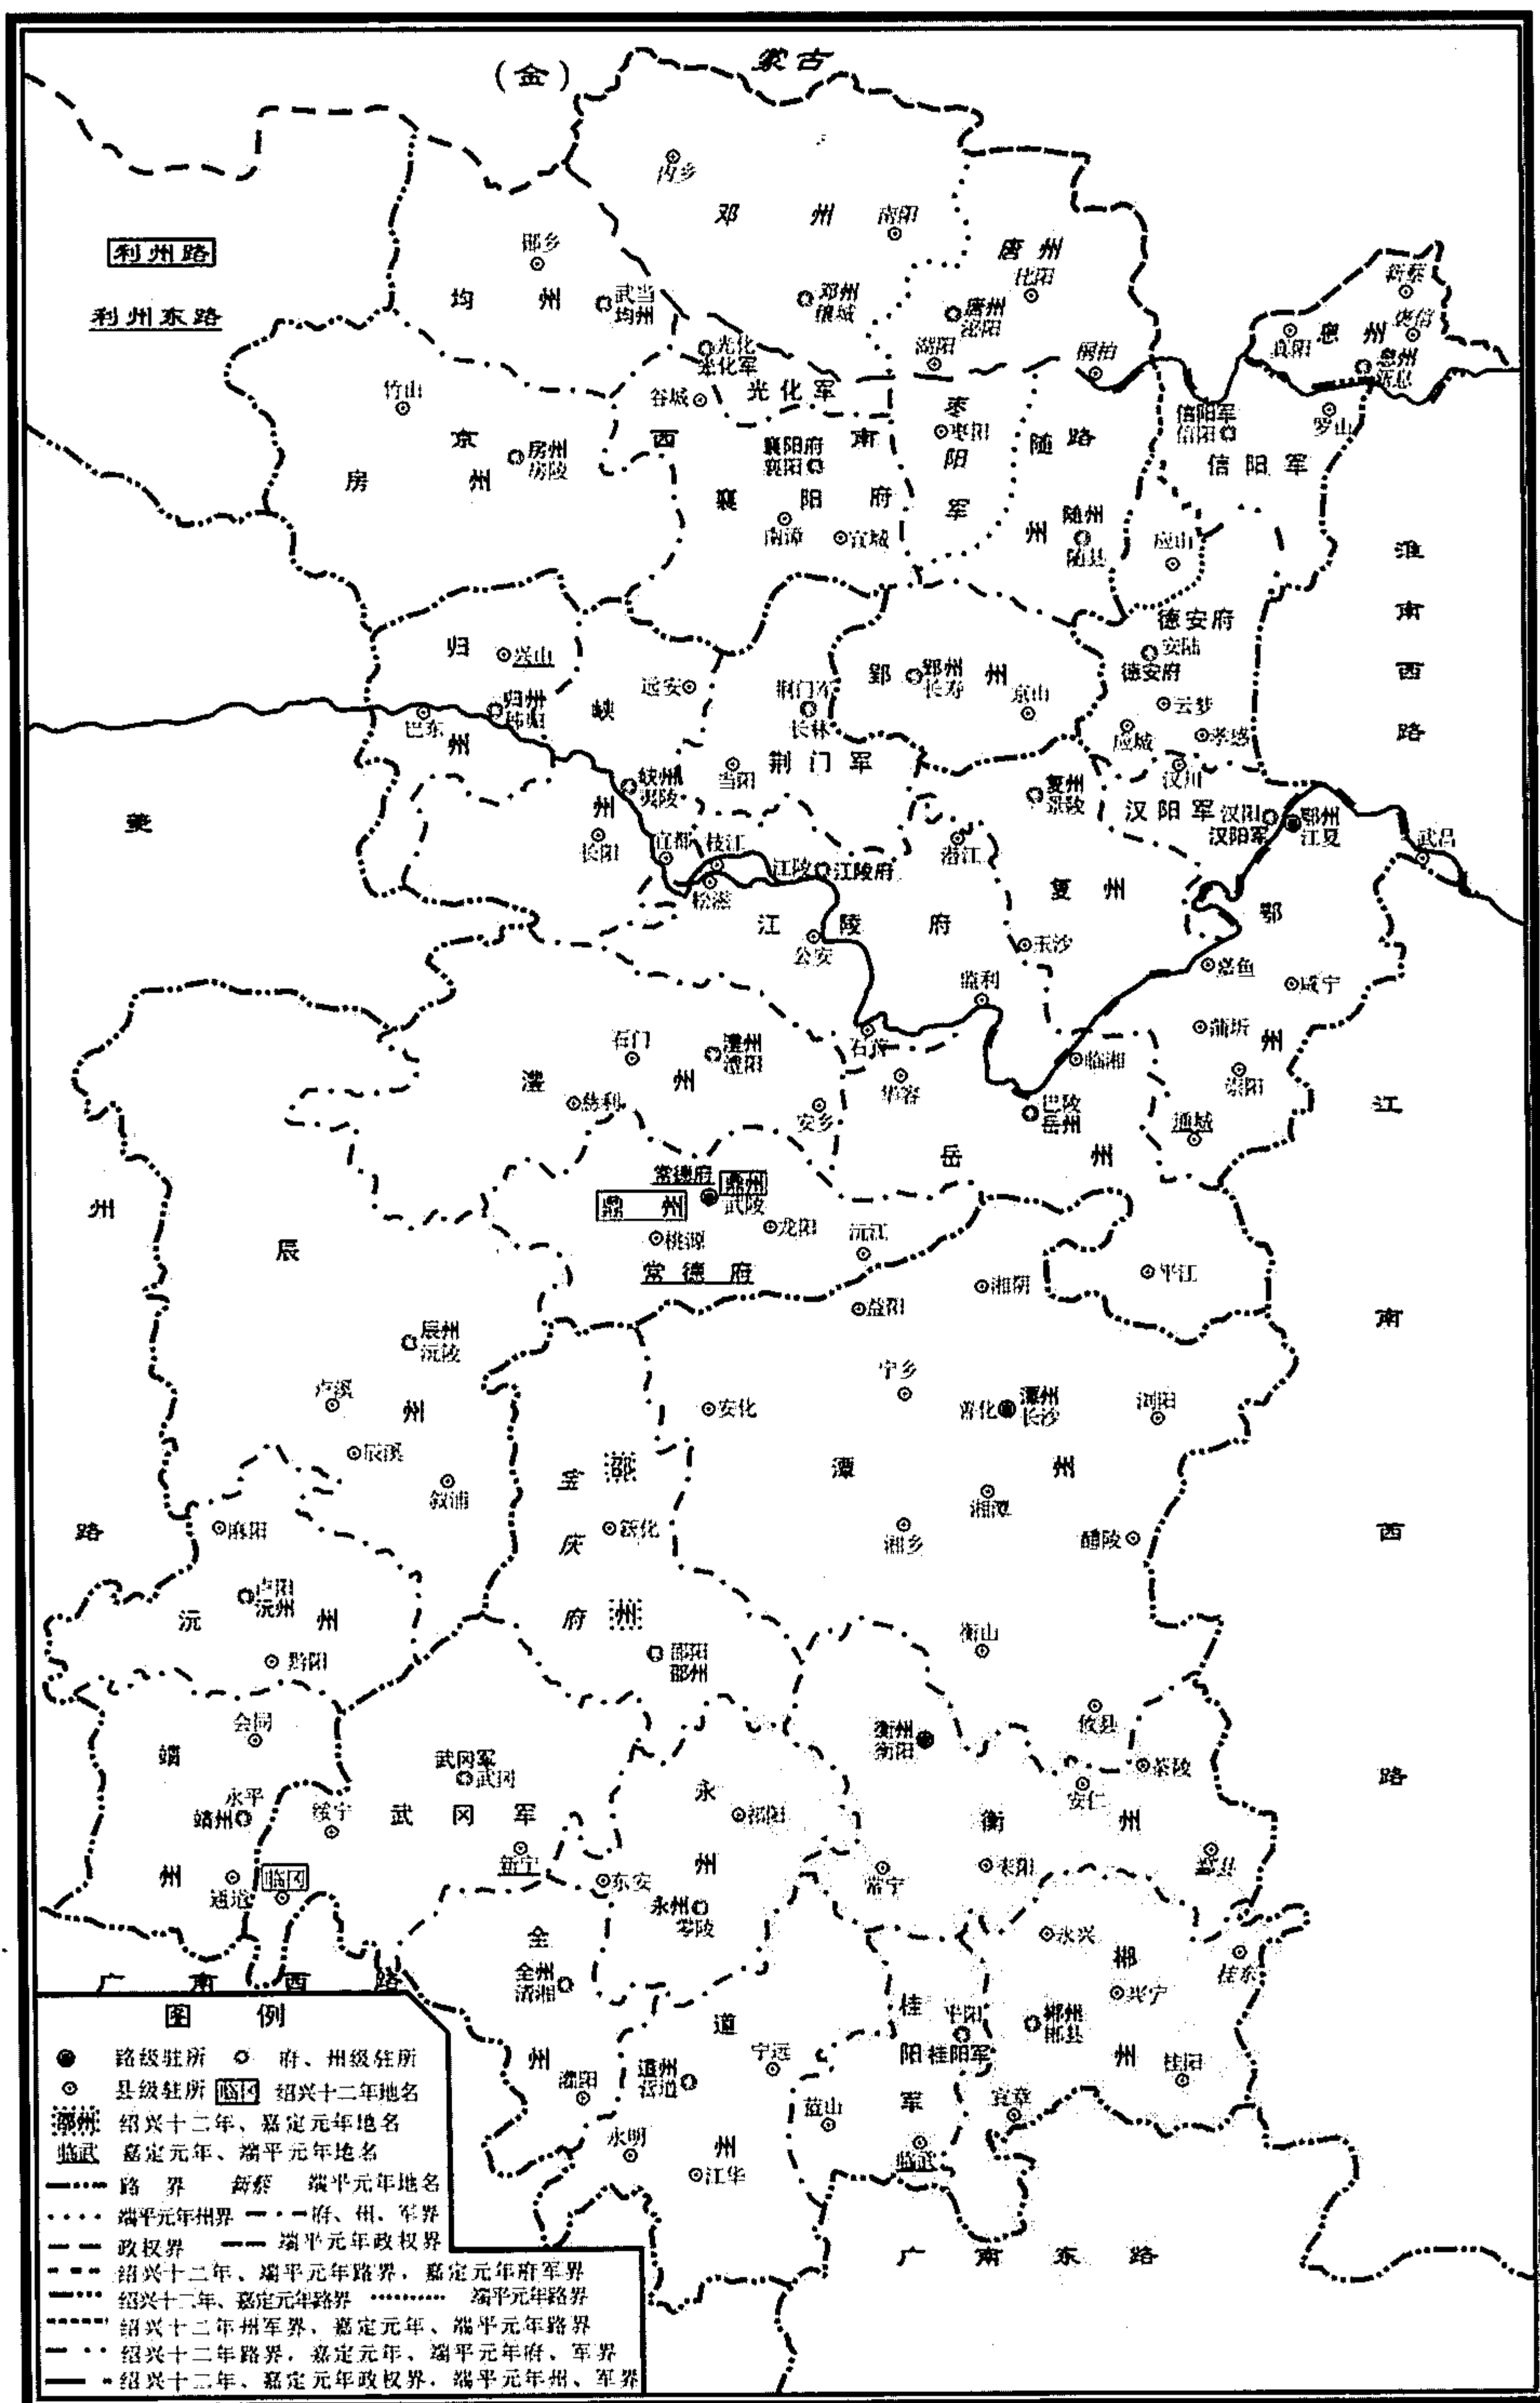 (金)
蒙古
内乡
邓 州
南阳
唐 州
比阳
利州路
利州东路
郧乡
均 州
武当
均州
邓州
穰城
唐州
泌阳
湖阳
桐柏
新蔡
息 州
真阳
褒信
息州
新息
光化
光化军
光 化 军
谷城
竹山
房州
房陵
房 州
京 西 南 路
襄阳府
襄阳
襄 阳 府
南漳
宜城
枣阳
枣 阳 军
随 州
随州
随县
信阳军
信阳
信 阳 军
罗山
应山
淮 南 西 路
德安府
安陆
德安府
云梦
应城
孝感
归 州
兴山
归州
秭归
巴东
峡 州
远安
荆门军
长林
荆 门 军
当阳
郢 州
郢州
长寿
京山
峡州
夷陵
长阳
宜都
枝江
松滋
江陵
江陵府
江 陵 府
公安
潜江
复州
景陵
复 州
玉沙
监利
石首
汉川
汉 阳 军
汉阳
汉阳军
鄂州
江夏
武昌
鄂 州
嘉鱼
咸宁
蒲圻
崇阳
通城
夔 州 路
石门
澧州
澧阳
澧 州
慈利
安乡
华容
临湘
巴陵
岳州
岳 州
平江
江 南 西 路
常德府
鼎州
武陵
鼎 州
桃源
龙阳
沅江
常 德 府
辰 州
辰州
沅陵
卢溪
辰溪
叙浦
益阳
湘阴
宁乡
安化
善化
潭州
长沙
浏阳
潭 州
湘潭
湘乡
醴陵
衡山
攸县
茶陵
宝 庆 府
邵 州
新化
邵阳
邵州
麻阳
卢阳
沅州
沅 州
黔阳
会同
靖 州
永平
靖州
通道
绥宁
临冈
武冈军
武冈
武 冈 军
新宁
永 州
祁阳
东安
永州
零陵
衡州
衡阳
衡 州
安仁
常宁
耒阳
酃县
全 州
全州
清湘
灌阳
道 州
道州
营道
宁远
永明
江华
桂 阳 军
平阳
桂阳军
蓝山
临武
永兴
郴 州
郴州
郴县
兴宁
桂东
桂阳
宜章
广 南 西 路
广 南 东 路
图 例
路级驻所 府、州级驻所
县级驻所 临冈 绍兴十二年地名
邵州 绍兴十二年、嘉定元年地名
临武 嘉定元年、端平元年地名
路 界 新蔡 端平元年地名
端平元年州界 府、州、军界
政权界 端平元年政权界
绍兴十二年、端平元年路界，嘉定元年府军界
绍兴十二年、嘉定元年路界 端平元年路界
绍兴十二年州军界，嘉定元年、端平元年路界
绍兴十二年路界，嘉定元年、端平元年府、军界
绍兴十二年、嘉定元年政权界，端平元年州、军界